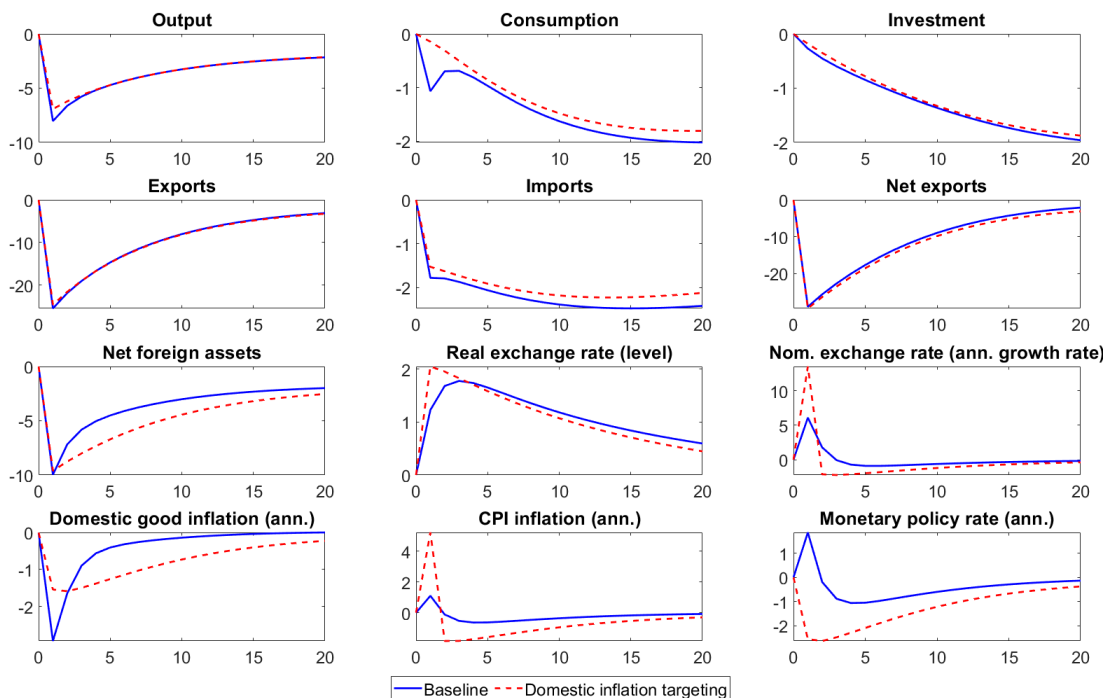 Output
Consumption
Investment
0
-5
-10
0 5 10 15 20
0
-1
-2
0 5 10 15 20
0
-1
-2
0 5 10 15 20
Exports
Imports
Net exports
0
-10
-20
0 5 10 15 20
0
-1
-2
0 5 10 15 20
0
-10
-20
0 5 10 15 20
Net foreign assets
Real exchange rate (level)
Nom. exchange rate (ann. growth rate)
0
-5
-10
0 5 10 15 20
2
1
0
0 5 10 15 20
10
5
0
0 5 10 15 20
Domestic good inflation (ann.)
CPI inflation (ann.)
Monetary policy rate (ann.)
0
-1
-2
0 5 10 15 20
4
2
0
0 5 10 15 20
1
0
-1
-2
0 5 10 15 20
Baseline Domestic inflation targeting